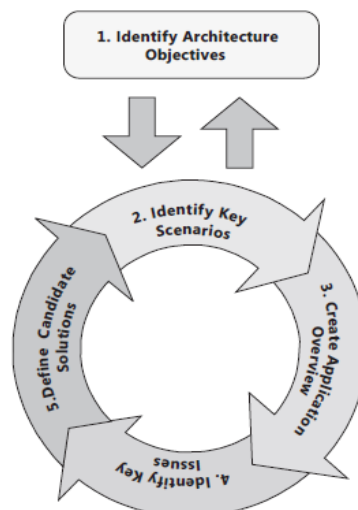 1. Identify Architecture
Objectives
2. Identify Key
Scenarios
3. Create Application
Overview
4. Identify Key
Issues
5.Define Candidate
Solutions